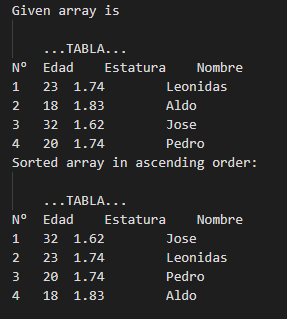 Given array is
...TABLA...
Nº Edad Estatura Nombre
1 23 1.74 Leonidas
2 18 1.83 Aldo
3 32 1.62 Jose
4 20 1.74 Pedro
Sorted array in ascending order:
...TABLA...
Nº Edad Estatura Nombre
1 32 1.62 Jose
2 23 1.74 Leonidas
3 20 1.74 Pedro
4 18 1.83 Aldo